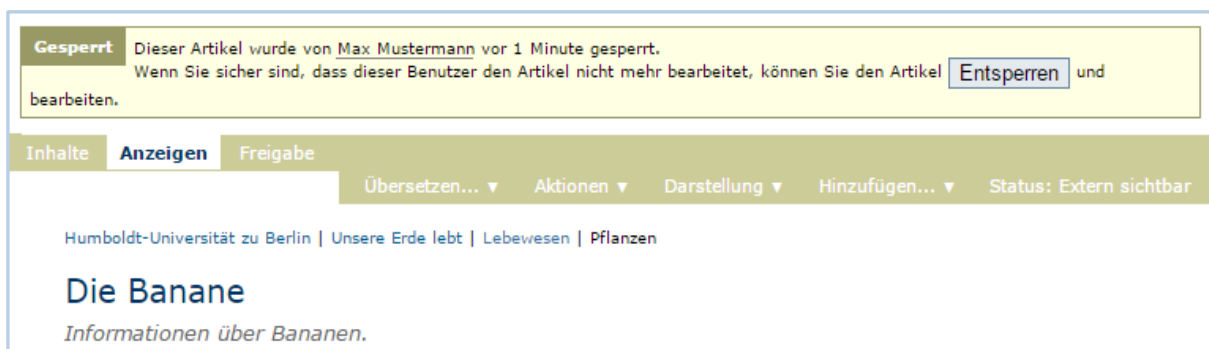 Gesperrt Dieser Artikel wurde von Max Mustermann vor 1 Minute gesperrt.
Wenn Sie sicher sind, dass dieser Benutzer den Artikel nicht mehr bearbeitet, können Sie den Artikel Entsperren und
bearbeiten.
Inhalte Anzeigen Freigabe
Übersetzen... ▼ Aktionen ▼ Darstellung ▼ Hinzufügen... ▼ Status: Extern sichtbar
Humboldt-Universität zu Berlin | Unsere Erde lebt | Lebewesen | Pflanzen
Die Banane
Informationen über Bananen.